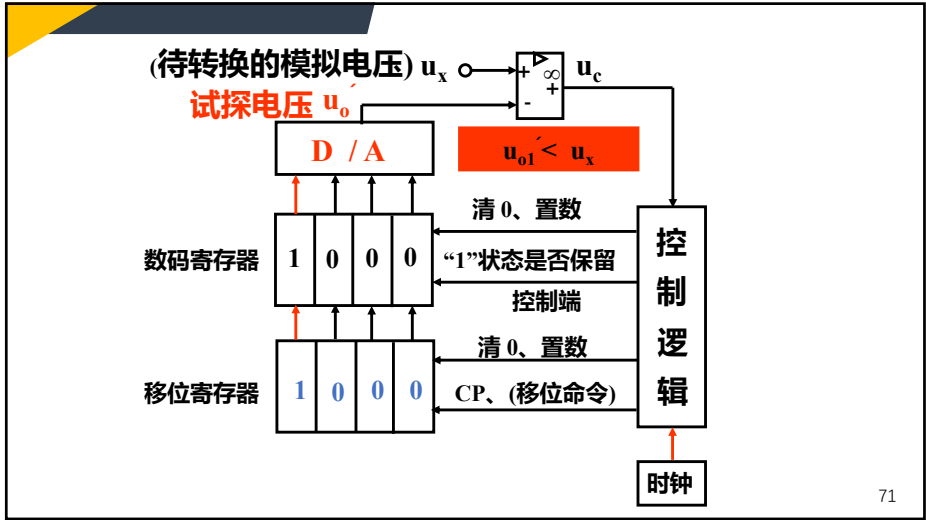 (待转换的模拟电压) uₓ + ∞ + - u_c
试探电压 u_o´
D / A
u_o1´< uₓ
清 0、置数
数码寄存器 1 0 0 0 “1”状态是否保留
控制端
清 0、置数
移位寄存器 1 0 0 0 CP、(移位命令)
控制逻辑
时钟
71